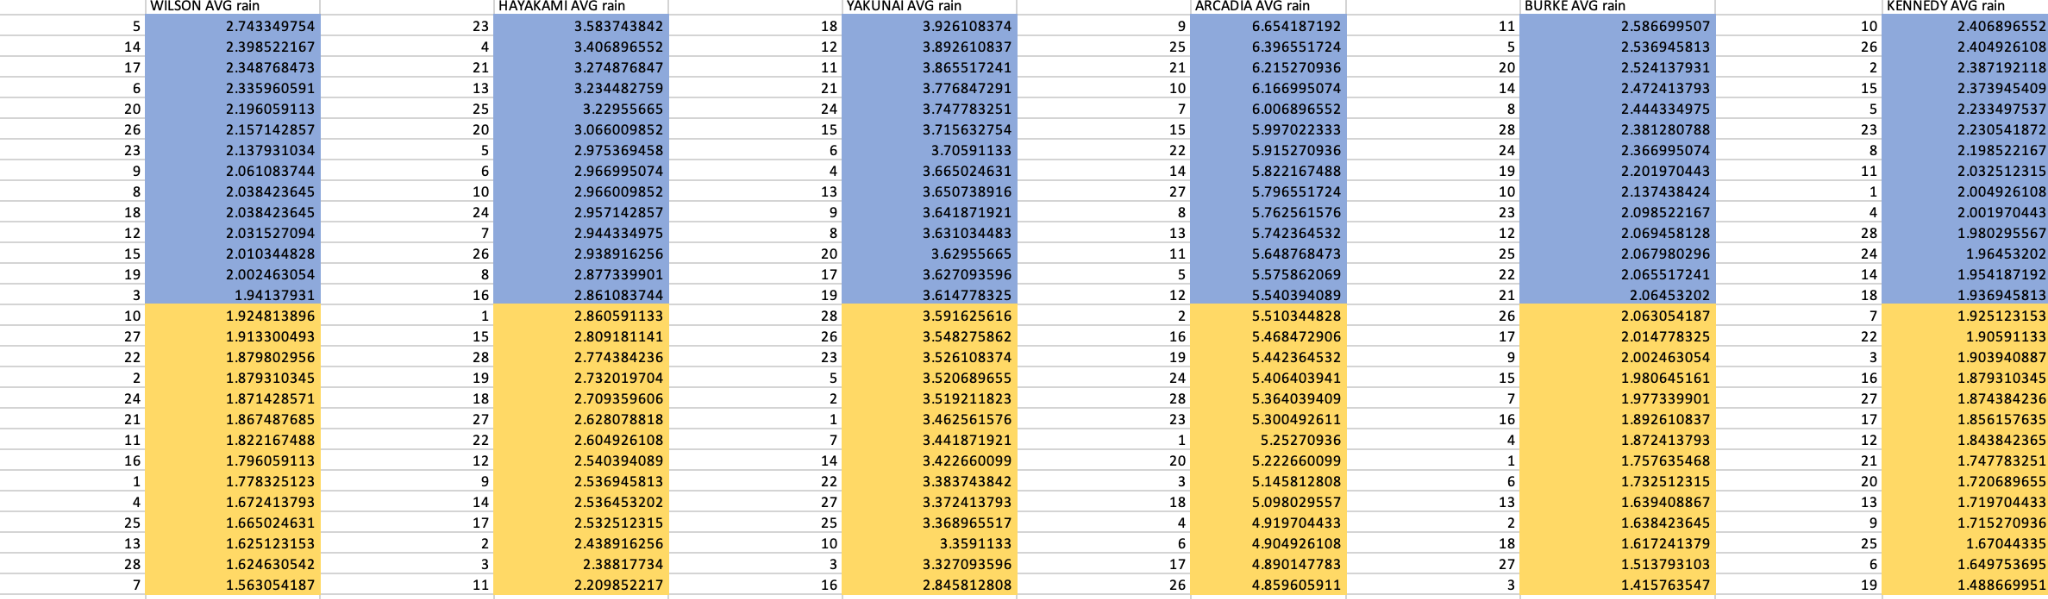 WILSON AVG rain HAYAKAMI AVG rain YAKUNAI AVG rain ARCADIA AVG rain BURKE AVG rain KENNEDY AVG rain
5 2.743349754 23 3.583743842 18 3.926108374 9 6.654187192 11 2.586699507 10 2.406896552
14 2.398522167 4 3.406896552 12 3.892610837 25 6.396551724 5 2.536945813 26 2.404926108
17 2.348768473 21 3.274876847 11 3.865517241 21 6.215270936 20 2.524137931 2 2.387192118
6 2.335960591 13 3.234482759 21 3.776847291 10 6.166995074 14 2.472413793 15 2.373945409
20 2.196059113 25 3.22955665 24 3.747783251 7 6.006896552 8 2.444334975 5 2.233497537
26 2.157142857 20 3.066009852 15 3.715632754 15 5.997022333 28 2.381280788 23 2.230541872
23 2.137931034 5 2.975369458 6 3.70591133 22 5.915270936 24 2.366995074 8 2.198522167
9 2.061083744 6 2.966995074 4 3.665024631 14 5.822167488 19 2.201970443 11 2.032512315
8 2.038423645 10 2.966009852 13 3.650738916 27 5.796551724 10 2.137438424 1 2.004926108
18 2.038423645 24 2.957142857 9 3.641871921 8 5.762561576 23 2.098522167 4 2.001970443
12 2.031527094 7 2.944334975 8 3.631034483 13 5.742364532 12 2.069458128 28 1.980295567
15 2.010344828 26 2.938916256 20 3.62955665 11 5.648768473 25 2.067980296 24 1.96453202
19 2.002463054 8 2.877339901 17 3.627093596 5 5.575862069 22 2.065517241 14 1.954187192
3 1.94137931 16 2.861083744 19 3.614778325 12 5.540394089 21 2.06453202 18 1.936945813
10 1.924813896 1 2.860591133 28 3.591625616 2 5.510344828 26 2.063054187 7 1.925123153
27 1.913300493 15 2.809181141 26 3.548275862 16 5.468472906 17 2.014778325 22 1.90591133
22 1.879802956 28 2.774384236 23 3.526108374 19 5.442364532 9 2.002463054 3 1.903940887
2 1.879310345 19 2.732019704 5 3.520689655 24 5.406403941 15 1.980645161 16 1.879310345
24 1.871428571 18 2.709359606 2 3.519211823 28 5.364039409 7 1.977339901 27 1.874384236
21 1.867487685 27 2.628078818 1 3.462561576 23 5.300492611 16 1.892610837 17 1.856157635
11 1.822167488 22 2.604926108 7 3.441871921 1 5.25270936 4 1.872413793 12 1.843842365
16 1.796059113 12 2.540394089 14 3.422660099 20 5.222660099 1 1.757635468 21 1.747783251
1 1.778325123 9 2.536945813 22 3.383743842 3 5.145812808 6 1.732512315 20 1.720689655
4 1.672413793 14 2.536453202 27 3.372413793 18 5.098029557 13 1.639408867 13 1.719704433
25 1.665024631 17 2.532512315 25 3.368965517 4 4.919704433 2 1.638423645 9 1.715270936
13 1.625123153 2 2.438916256 10 3.3591133 6 4.904926108 18 1.617241379 25 1.67044335
28 1.624630542 3 2.38817734 3 3.327093596 17 4.890147783 27 1.513793103 6 1.649753695
7 1.563054187 11 2.209852217 16 2.845812808 26 4.859605911 3 1.415763547 19 1.488669951